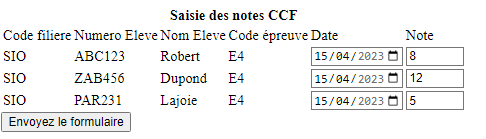 Saisie des notes CCF
Code filiere Numero Eleve Nom Eleve Code épreuve Date Note
SIO ABC123 Robert E4 15/04/2023 8
SIO ZAB456 Dupond E4 15/04/2023 12
SIO PAR231 Lajoie E4 15/04/2023 5
Envoyez le formulaire